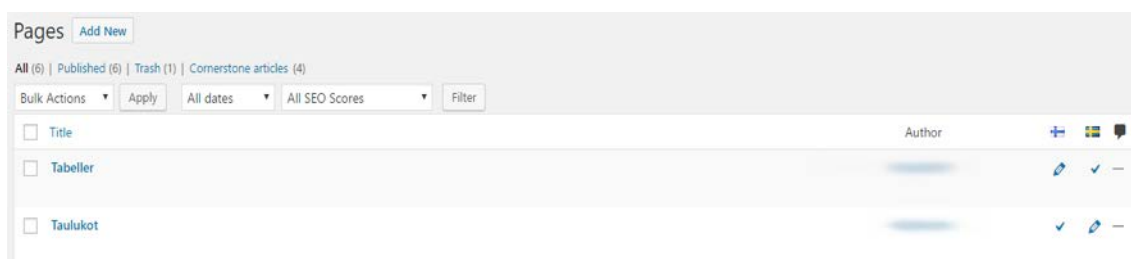 Pages Add New
All (6) | Published (6) | Trash (1) | Cornerstone articles (4)
Bulk Actions Apply All dates All SEO Scores Filter
Title Author
Tabeller
Taulukot